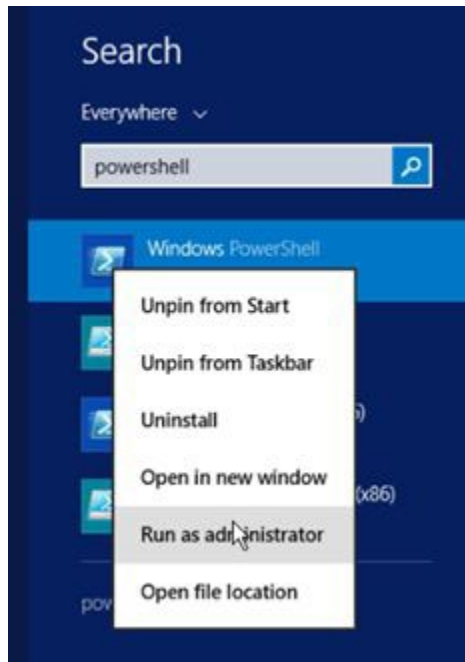 Search
Everywhere
powershell
Windows PowerShell
Unpin from Start
Unpin from Taskbar
Uninstall
)
Open in new window
(x86)
Run as administrator
Open file location
pow